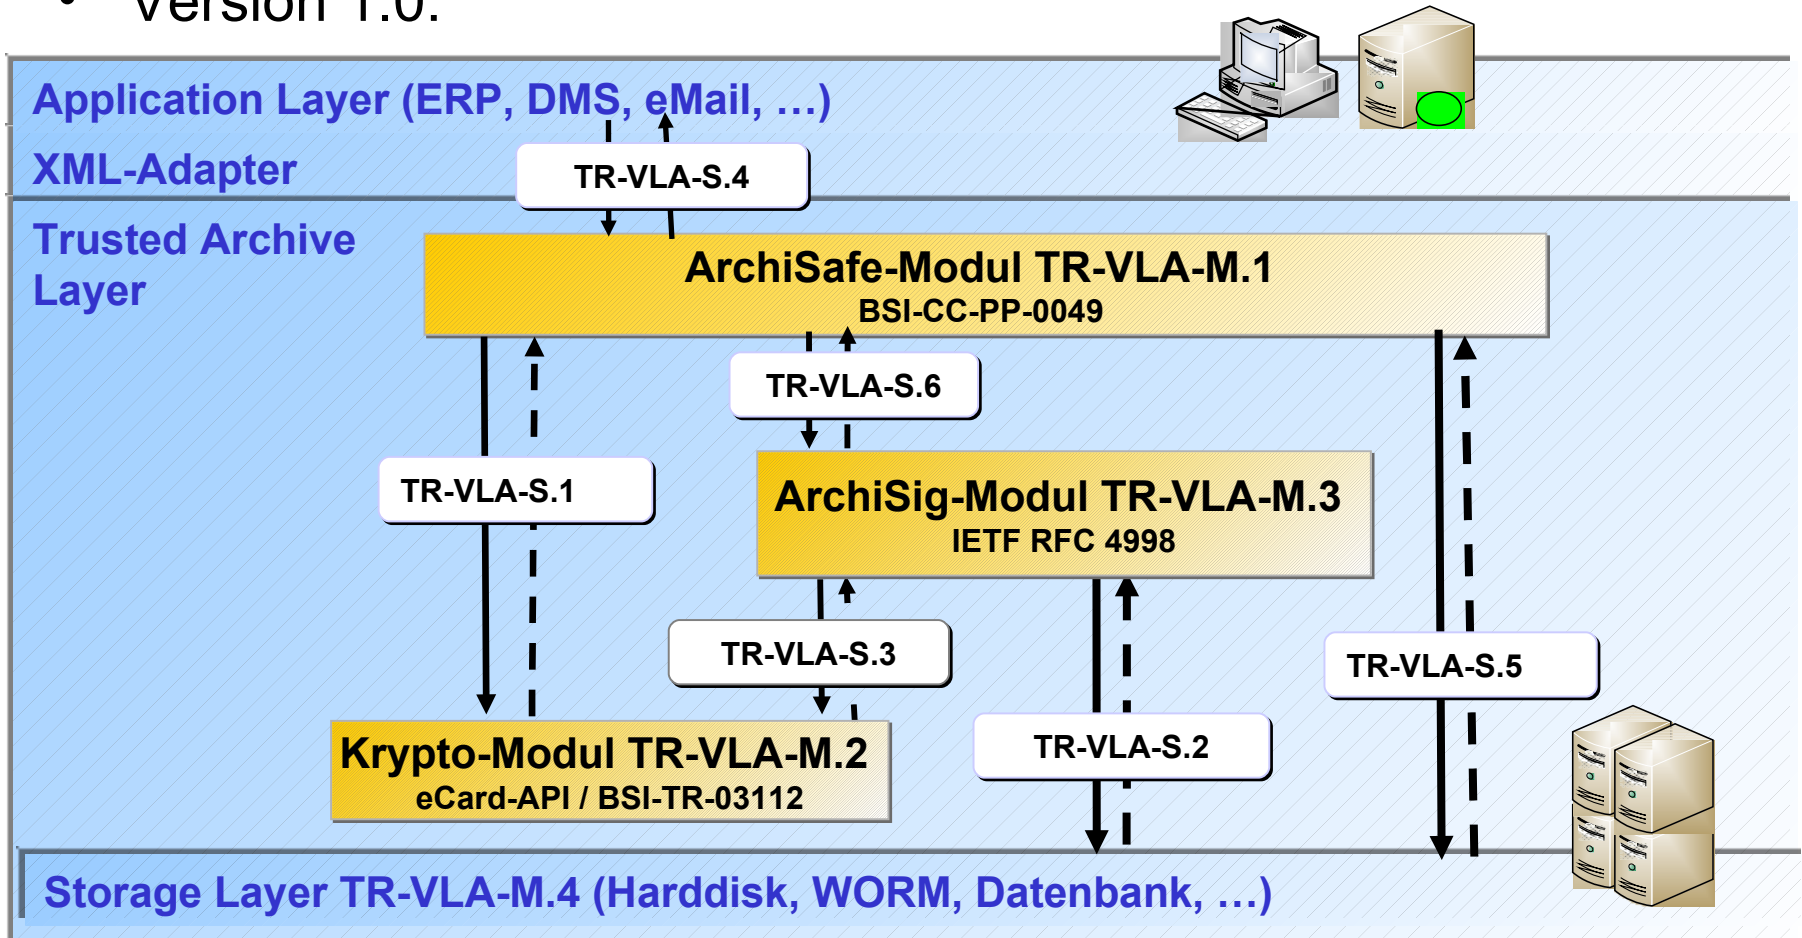 • Version 1.0:
Application Layer (ERP, DMS, eMail, …)
XML-Adapter
TR-VLA-S.4
Trusted Archive
Layer
ArchiSafe-Modul TR-VLA-M.1
BSI-CC-PP-0049
TR-VLA-S.6
TR-VLA-S.1
ArchiSig-Modul TR-VLA-M.3
IETF RFC 4998
TR-VLA-S.3
TR-VLA-S.5
TR-VLA-S.2
Krypto-Modul TR-VLA-M.2
eCard-API / BSI-TR-03112
Storage Layer TR-VLA-M.4 (Harddisk, WORM, Datenbank, …)